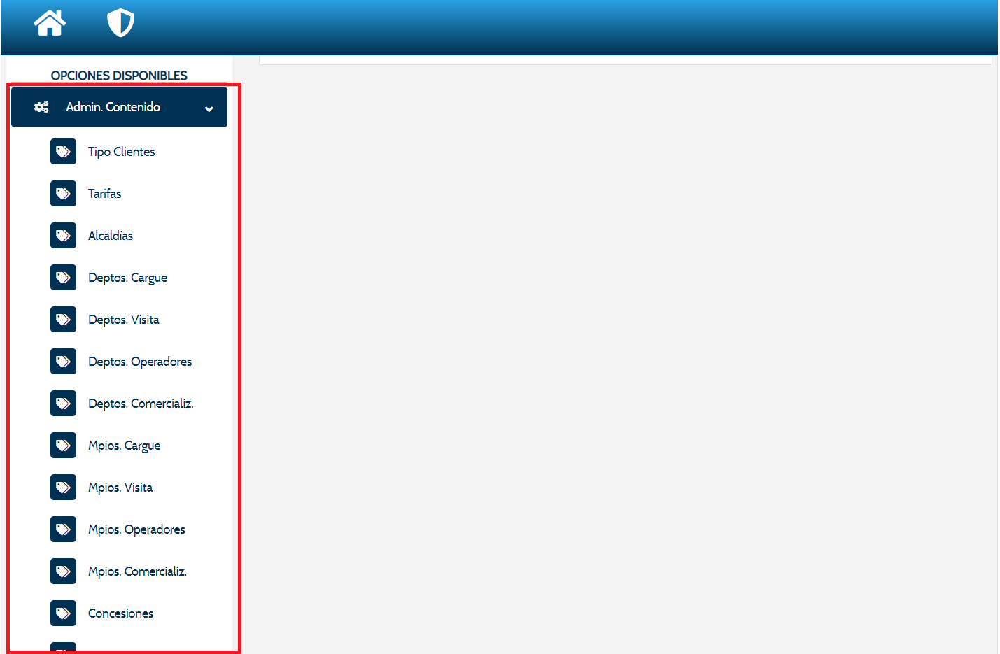 OPCIONES DISPONIBLES
Admin. Contenido
Tipo Clientes
Tarifas
Alcaldías
Deptos. Cargue
Deptos. Visita
Deptos. Operadores
Deptos. Comercializ.
Mpios. Cargue
Mpios. Visita
Mpios. Operadores
Mpios. Comercializ.
Concesiones